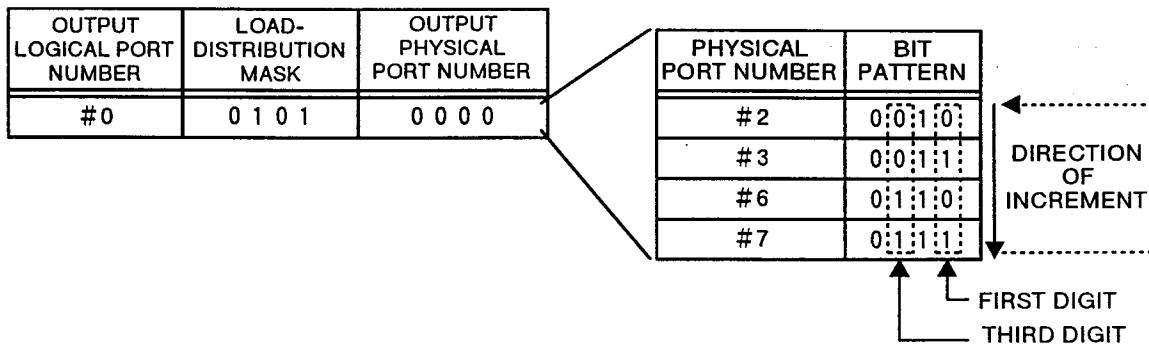 OUTPUT LOGICAL PORT NUMBER
LOAD-DISTRIBUTION MASK
OUTPUT PHYSICAL PORT NUMBER
#0
0 1 0 1
0 0 0 0
PHYSICAL PORT NUMBER
BIT PATTERN
#2
0 0 1 0
#3
0 0 1 1
#6
0 1 1 0
#7
0 1 1 1
DIRECTION OF INCREMENT
FIRST DIGIT
THIRD DIGIT